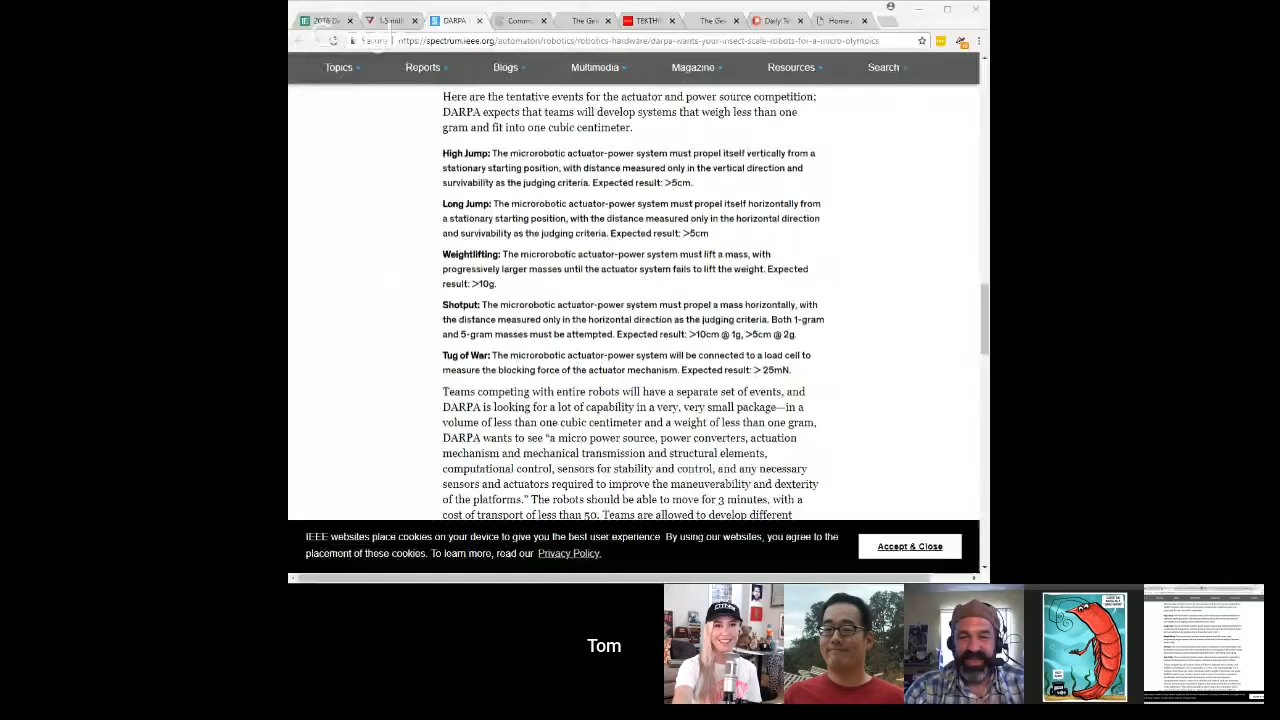 2018 Da
1.5 millio
DARPA
Commu
The Ge
TEKTH
The Ge
Daily Te
Home
https://spectrum.ieee.org/automaton/robotics/robotics-hardware/darpa-wants-your-insect-scale-robots-for-a-micro-olympics
Topics Reports Blogs Multimedia Magazine Resources Search
Here are the tentative events for the actuator and power source competition;
DARPA expects that teams will develop systems that weigh less than one
gram and fit into one cubic centimeter.
High Jump: The microrobotic actuator-power system must propel itself vertically from a
stationary starting position, with distance measured only in the vertical direction and
survivability as the judging criteria. Expected result: >5cm.
Long Jump: The microrobotic actuator-power system must propel itself horizontally from
a stationary starting position, with the distance measured only in the horizontal direction
and survivability as the judging criteria. Expected result: >5cm
Weightlifting: The microrobotic actuator-power system must lift a mass, with
progressively larger masses until the actuator system fails to lift the weight. Expected
result: >10g.
Shotput: The microrobotic actuator-power system must propel a mass horizontally, with
the distance measured only in the horizontal direction as the judging criteria. Both 1-gram
and 5-gram masses must be attempted. Expected result: >10cm @ 1g, >5cm @ 2g.
Tug of War: The microrobotic actuator-power system will be connected to a load cell to
measure the blocking force of the actuator mechanism. Expected result: > 25mN.
Teams competing with entire robots will have a separate set of events, and
DARPA is looking for a lot of capability in a very, very small package—in a
volume of less than one cubic centimeter and a weight of less than one gram,
DARPA wants to see “a micro power source, power converters, actuation
mechanism and mechanical transmission and structural elements,
computational control, sensors for stability and control, and any necessary
sensors and actuators required to improve the maneuverability and dexterity
of the platforms.” The robots should be able to move for 3 minutes, with a
cost of transport of less than 50. Teams are allowed to develop different
IEEE websites place cookies on your device to give you the best user experience. By using our websites, you agree to the
placement of these cookies. To learn more, read our Privacy Policy.
Accept & Close
Tom